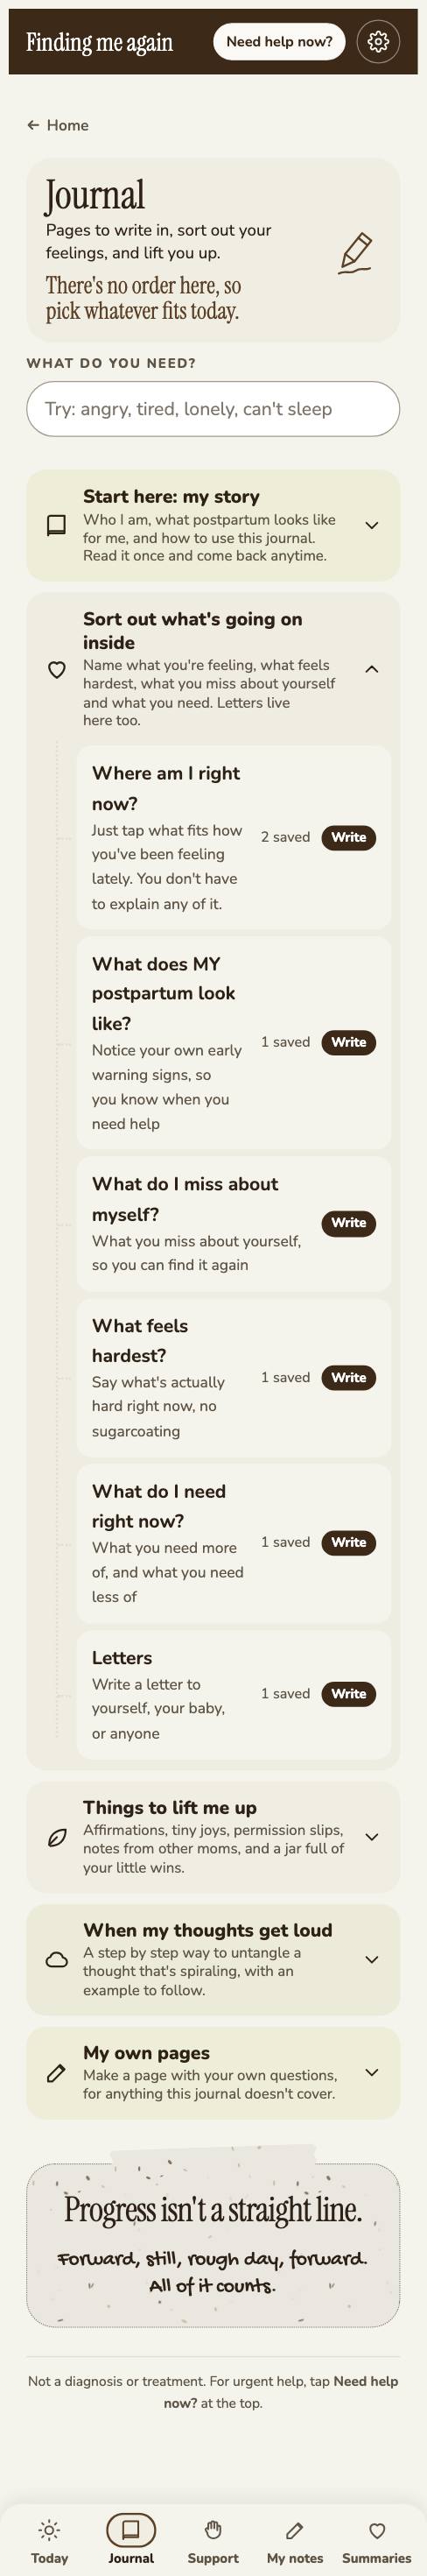 Finding me again
Need help now?
← Home
Journal
Pages to write in, sort out your
feelings, and lift you up.
There's no order here, so
pick whatever fits today.
WHAT DO YOU NEED?
Try: angry, tired, lonely, can't sleep
Start here: my story
Who I am, what postpartum looks like
for me, and how to use this journal.
Read it once and come back anytime.
Sort out what's going on
inside
Name what you're feeling, what feels
hardest, what you miss about yourself
and what you need. Letters live
here too.
Where am I right
now?
Just tap what fits how
you've been feeling
lately. You don't have
to explain any of it.
2 saved
Write
What does MY
postpartum look
like?
Notice your own early
warning signs, so
you know when you
need help
1 saved
Write
What do I miss about
myself?
What you miss about yourself,
so you can find it again
Write
What feels
hardest?
Say what's actually
hard right now, no
sugarcoating
1 saved
Write
What do I need
right now?
What you need more
of, and what you need
less of
1 saved
Write
Letters
Write a letter to
yourself, your baby,
or anyone
1 saved
Write
Things to lift me up
Affirmations, tiny joys, permission slips,
notes from other moms, and a jar full of
your little wins.
When my thoughts get loud
A step by step way to untangle a
thought that's spiraling, with an
example to follow.
My own pages
Make a page with your own questions,
for anything this journal doesn't cover.
Progress isn't a straight line.
Forward, still, rough day, forward.
All of it counts.
Not a diagnosis or treatment. For urgent help, tap Need help
now? at the top.
Today
Journal
Support
My notes
Summaries